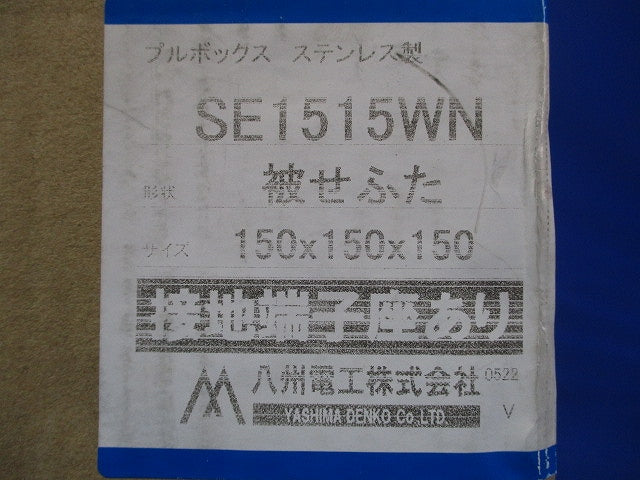 プルボックス ステンレス製
SE1515WN
形状 被せふた
サイズ 150x150x150
接地端子座あり
八州電工株式会社 0522
YASHIMA DENKO Co LTD. V